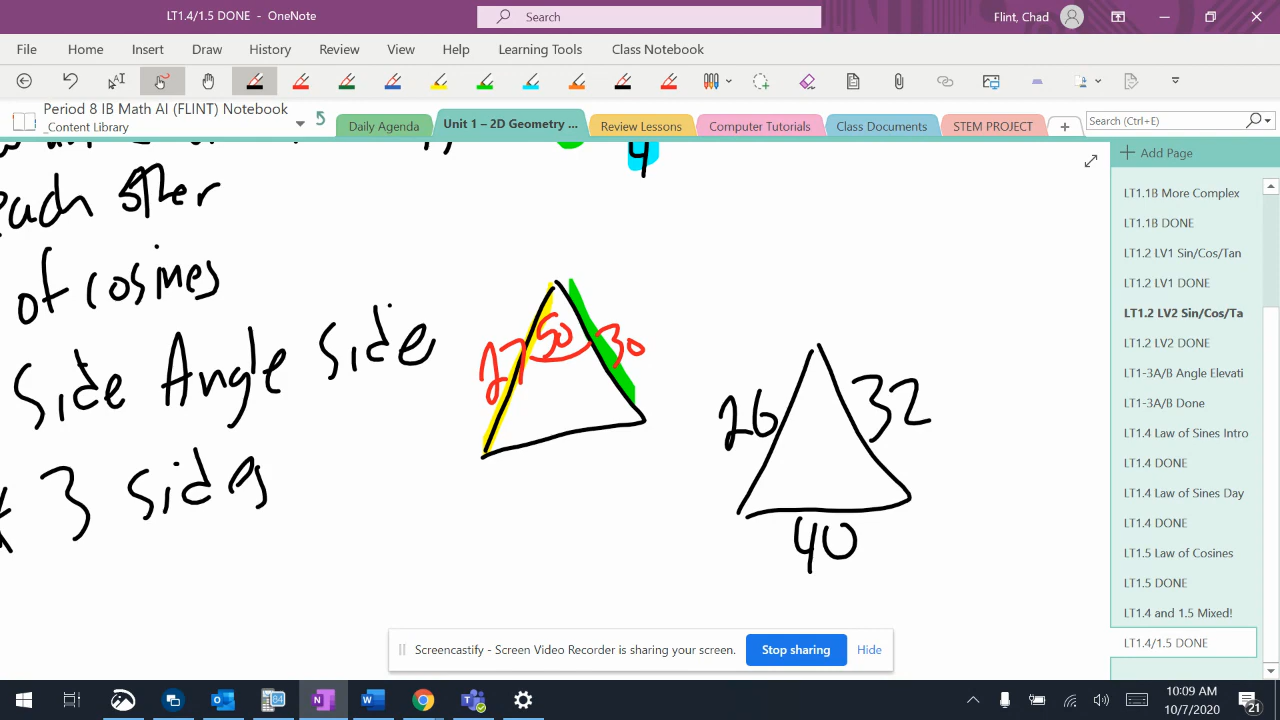 LT1.4/1.5 DONE - OneNote
Search
Flint, Chad
File Home Insert Draw History Review View Help Learning Tools Class Notebook
Period 8 IB Math AI (FLINT) Notebook
_Content Library
Daily Agenda
Unit 1 – 2D Geometry ...
Review Lessons
Computer Tutorials
Class Documents
STEM PROJECT
Search (Ctrl+E)
Add Page
LT1.1B More Complex
LT1.1B DONE
LT1.2 LV1 Sin/Cos/Tan
LT1.2 LV1 DONE
LT1.2 LV2 Sin/Cos/Ta
LT1.2 LV2 DONE
LT1-3A/B Angle Elevati
LT1-3A/B Done
LT1.4 Law of Sines Intro
LT1.4 DONE
LT1.4 Law of Sines Day
LT1.4 DONE
LT1.5 Law of Cosines
LT1.5 DONE
LT1.4 and 1.5 Mixed!
LT1.4/1.5 DONE
4
each other
of cosines
Side Angle side
3 sides
27 50 30
26 32
40
Screencastify - Screen Video Recorder is sharing your screen.
Stop sharing
Hide
10:09 AM
10/7/2020
21